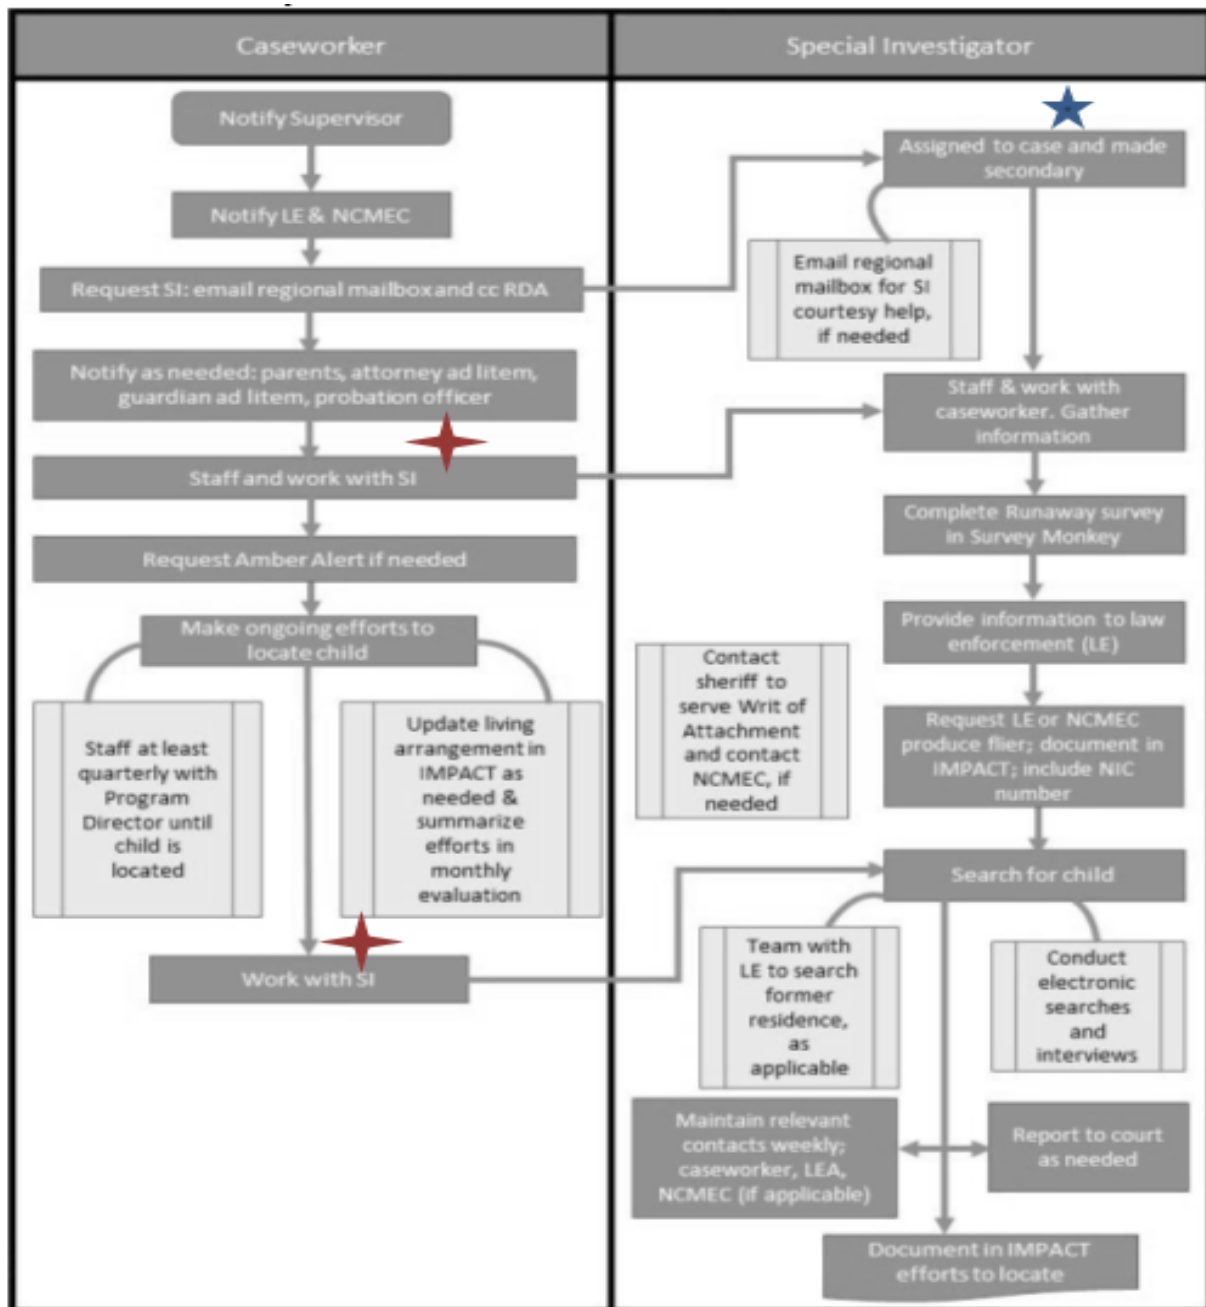 Caseworker
Special Investigator
Notify Supervisor
Notify LE & NCMEC
Request SI: email regional mailbox and cc RDA
Notify as needed: parents, attorney ad litem,
guardian ad litem, probation officer
Staff and work with SI
Request Amber Alert if needed
Make ongoing efforts to
locate child
Staff at least
quarterly with
Program
Director until
child is
located
Update living
arrangement in
IMPACT as
needed &
summarize
efforts in
monthly
evaluation
Work with SI
Assigned to case and made
secondary
Email regional
mailbox for SI
courtesy help,
if needed
Staff & work with
caseworker. Gather
information
Complete Runaway survey
in Survey Monkey
Provide information to law
enforcement (LE)
Contact
sheriff to
serve Writ of
Attachment
and contact
NCMEC, if
needed
Request LE or NCMEC
produce flier; document in
IMPACT; include NIC
number
Search for child
Team with
LE to search
former
residence,
as
applicable
Conduct
electronic
searches
and
interviews
Maintain relevant
contacts weekly;
caseworker, LEA,
NCMEC (if applicable)
Report to court
as needed
Document in IMPACT
efforts to locate